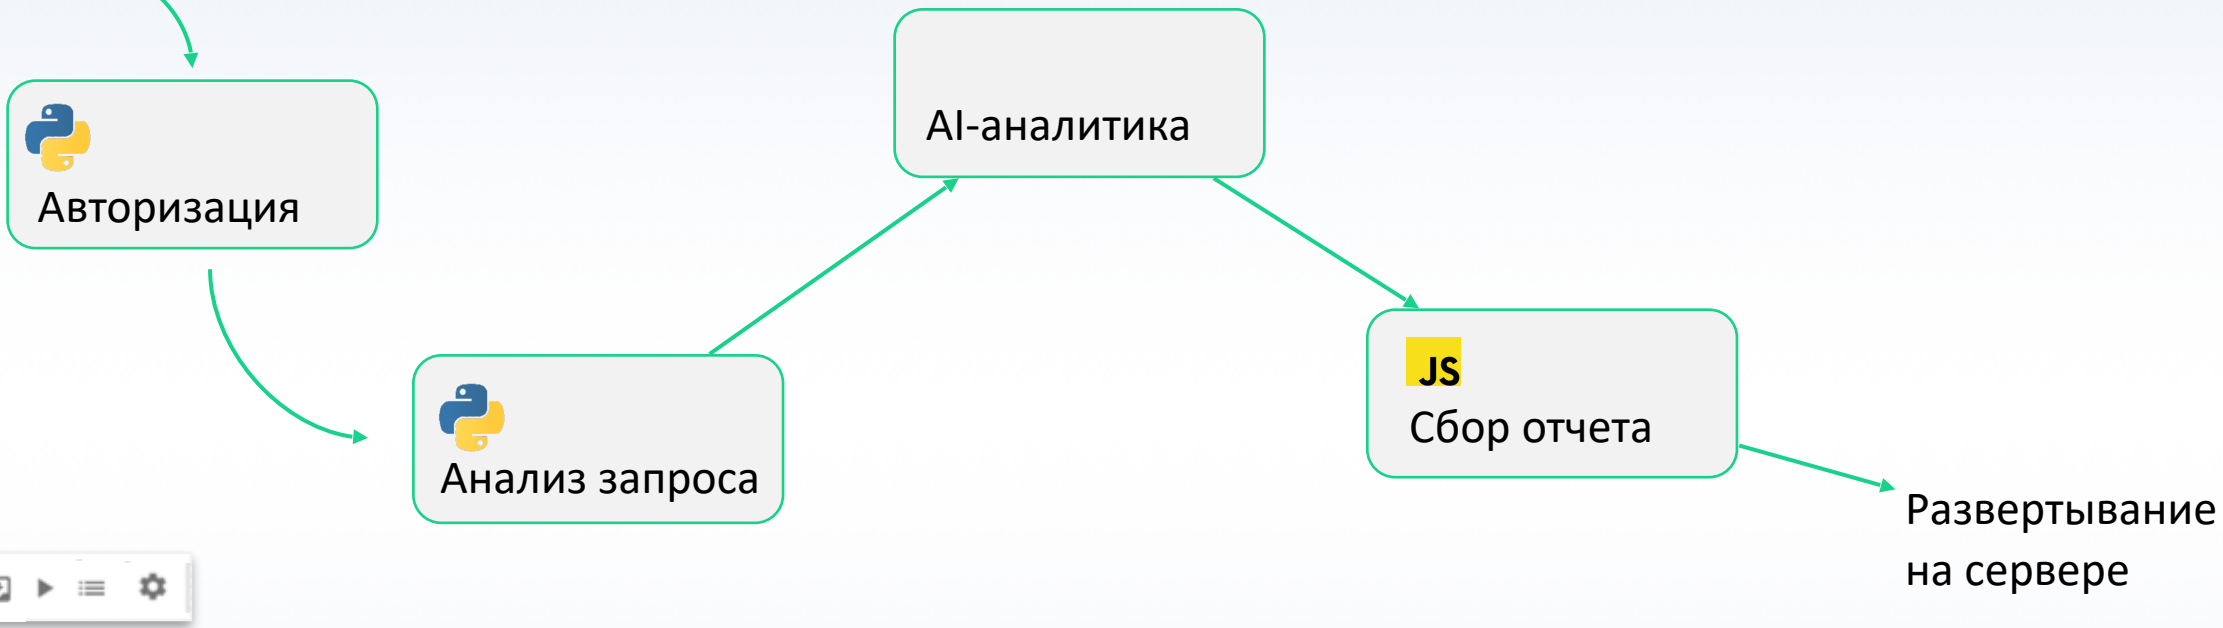 AI-аналитика
Авторизация
JS
Сбор отчета
Анализ запроса
Развертывание
на сервере